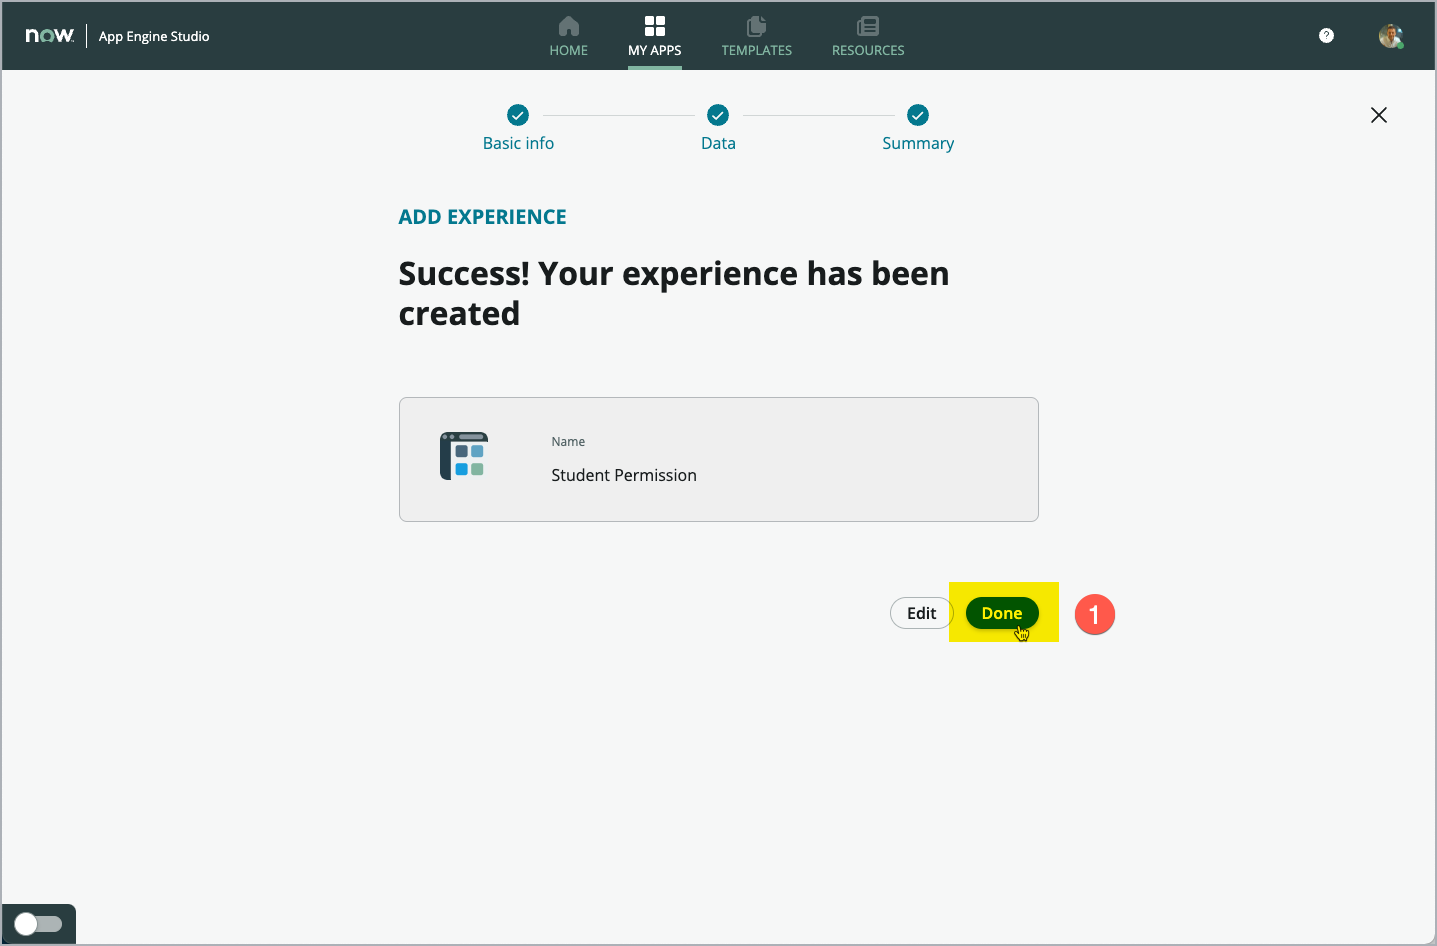 now. App Engine Studio
HOME
MY APPS
TEMPLATES
RESOURCES
?
Basic info
Data
Summary
ADD EXPERIENCE
Success! Your experience has been
created
Name
Student Permission
Edit
Done
1